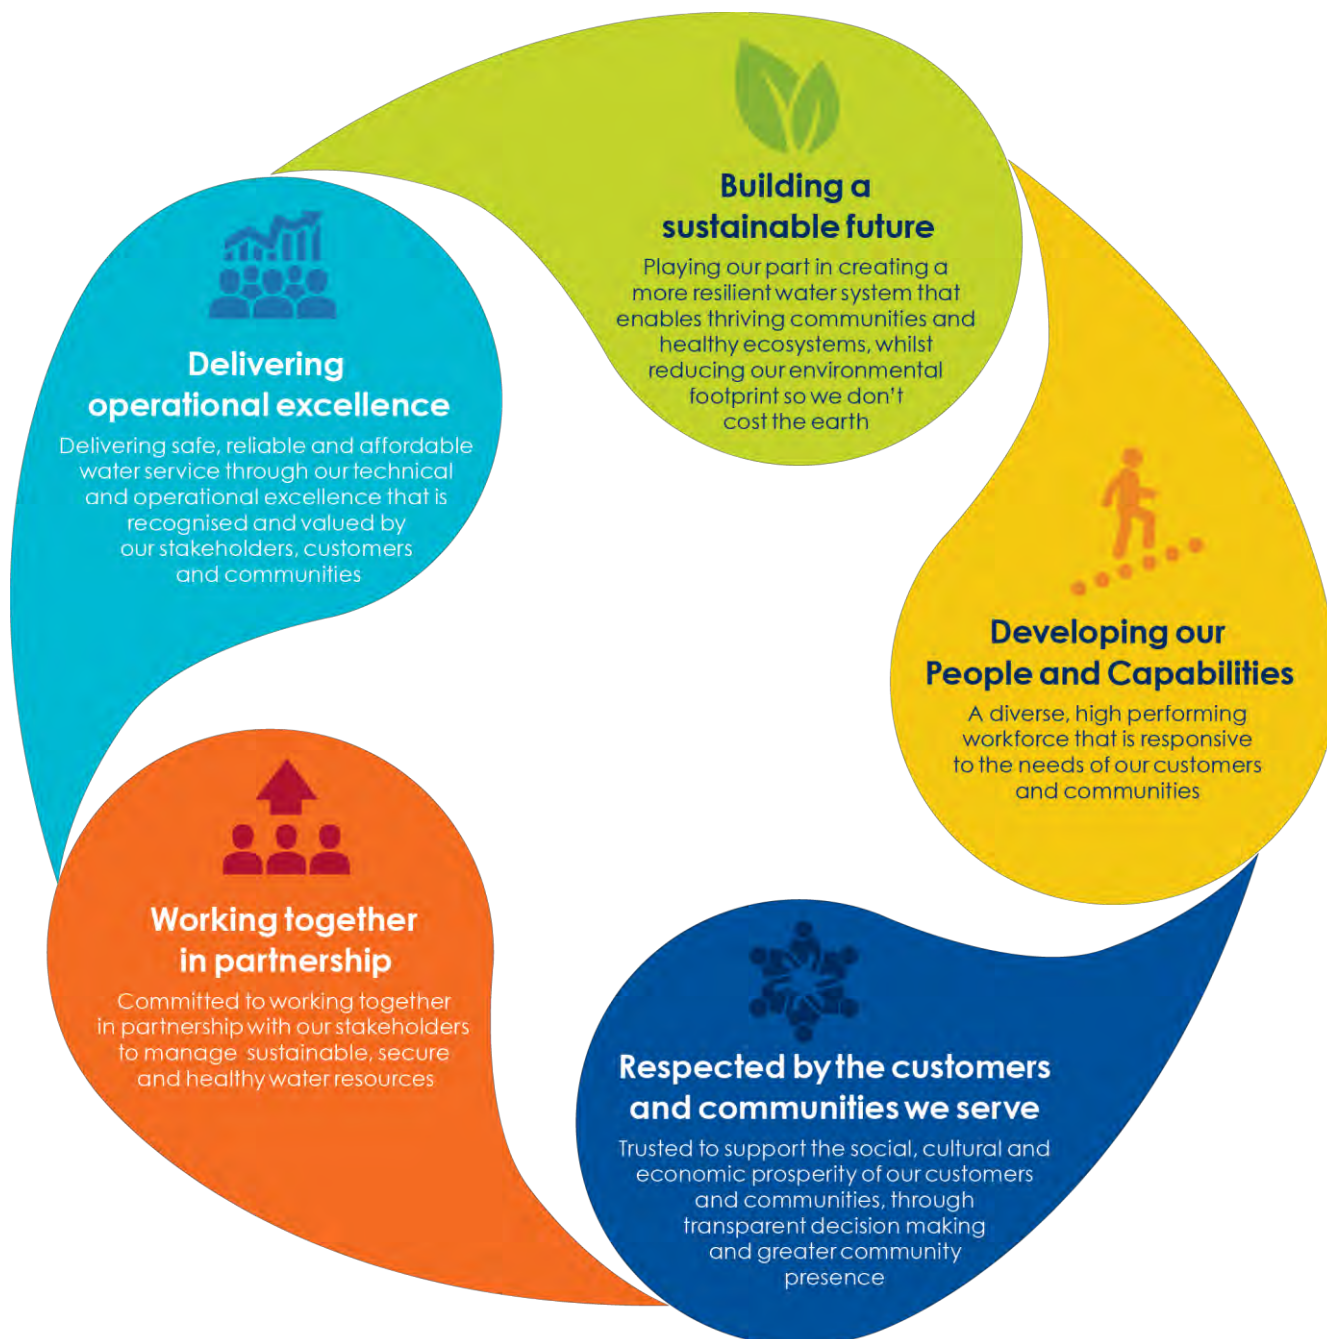 Building a
sustainable future
Playing our part in creating a
more resilient water system that
enables thriving communities and
healthy ecosystems, whilst
reducing our environmental
footprint so we don't
cost the earth
Delivering
operational excellence
Delivering safe, reliable and affordable
water service through our technical
and operational excellence that is
recognised and valued by
our stakeholders, customers
and communities
Developing our
People and Capabilities
A diverse, high performing
workforce that is responsive
to the needs of our customers
and communities
Working together
in partnership
Committed to working together
in partnership with our stakeholders
to manage sustainable, secure
and healthy water resources
Respected by the customers
and communities we serve
Trusted to support the social, cultural and
economic prosperity of our customers
and communities, through
transparent decision making
and greater community
presence